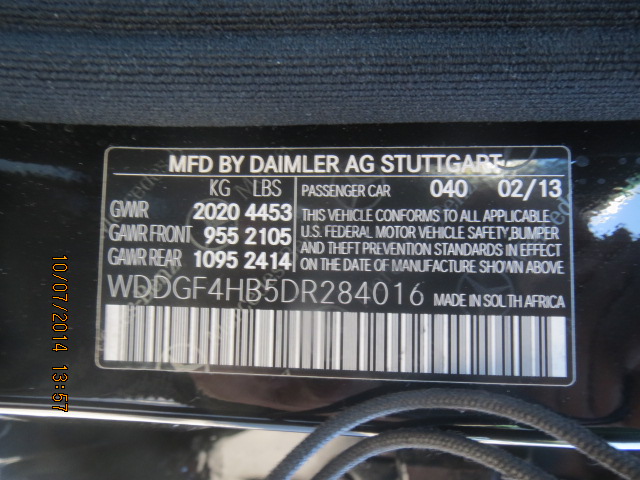 MFD BY DAIMLER AG STUTTGART
KG LBS
GVWR 2020 4453
GAWR FRONT 955 2105
GAWR REAR 1095 2414
PASSENGER CAR 040 02/13
THIS VEHICLE CONFORMS TO ALL APPLICABLE
U.S. FEDERAL MOTOR VEHICLE SAFETY, BUMPER
AND THEFT PREVENTION STANDARDS IN EFFECT
ON THE DATE OF MANUFACTURE SHOWN ABOVE.
WDDGF4HB5DR284016 MADE IN SOUTH AFRICA
10/07/2014 13:57